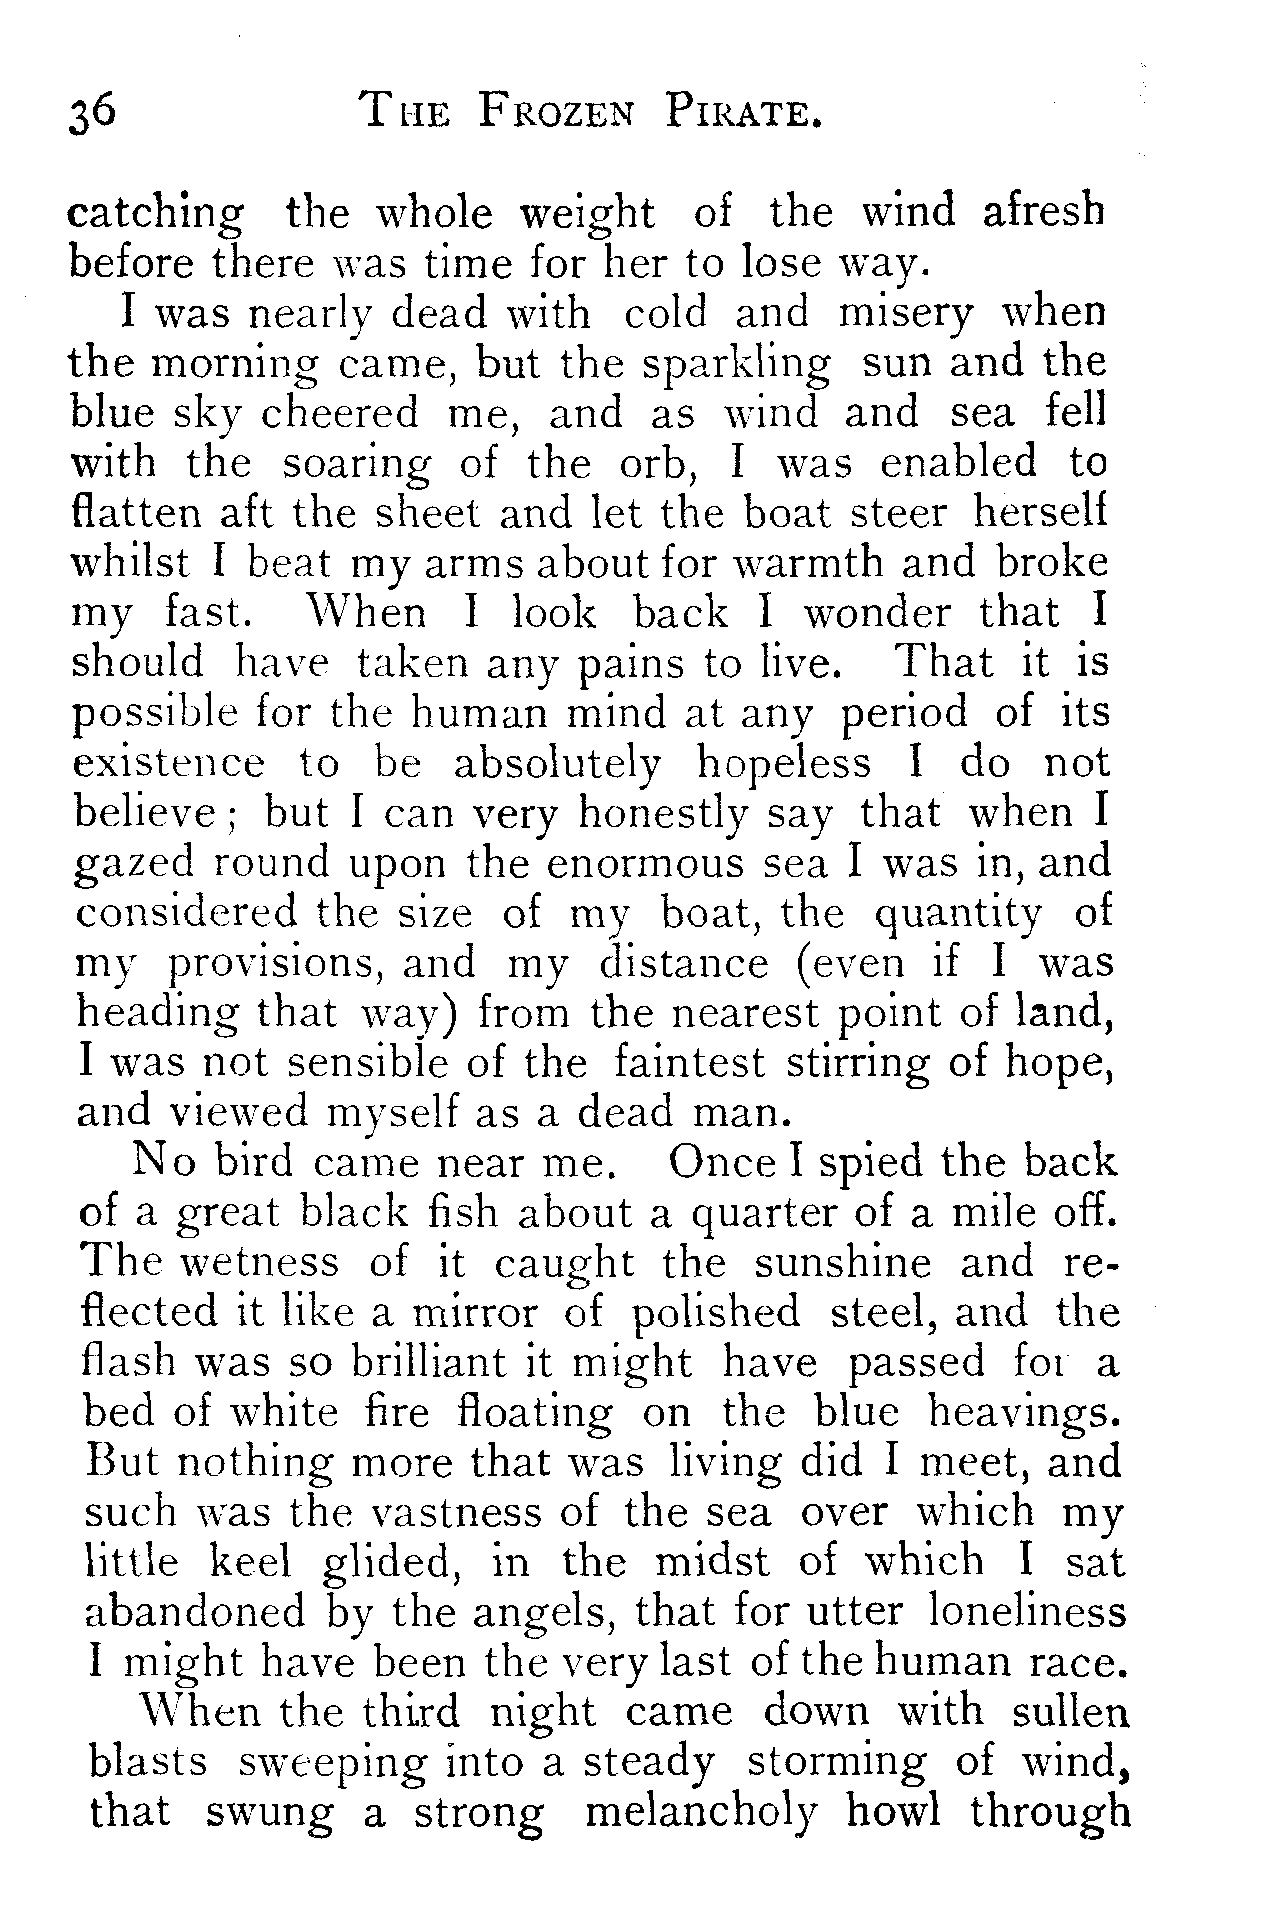 36 THE FROZEN PIRATE.
catching the whole weight of the wind afresh
before there was time for her to lose way.
I was nearly dead with cold and misery when
the morning came, but the sparkling sun and the
blue sky cheered me, and as wind and sea fell
with the soaring of the orb, I was enabled to
flatten aft the sheet and let the boat steer herself
whilst I beat my arms about for warmth and broke
my fast. When I look back I wonder that I
should have taken any pains to live. That it is
possible for the human mind at any period of its
existence to be absolutely hopeless I do not
believe ; but I can very honestly say that when I
gazed round upon the enormous sea I was in, and
considered the size of my boat, the quantity of
my provisions, and my distance (even if I was
heading that way) from the nearest point of land,
I was not sensible of the faintest stirring of hope,
and viewed myself as a dead man.
No bird came near me. Once I spied the back
of a great black fish about a quarter of a mile off.
The wetness of it caught the sunshine and re-
flected it like a mirror of polished steel, and the
flash was so brilliant it might have passed for a
bed of white fire floating on the blue heavings.
But nothing more that was living did I meet, and
such was the vastness of the sea over which my
little keel glided, in the midst of which I sat
abandoned by the angels, that for utter loneliness
I might have been the very last of the human race.
When the third night came down with sullen
blasts sweeping into a steady storming of wind,
that swung a strong melancholy howl through